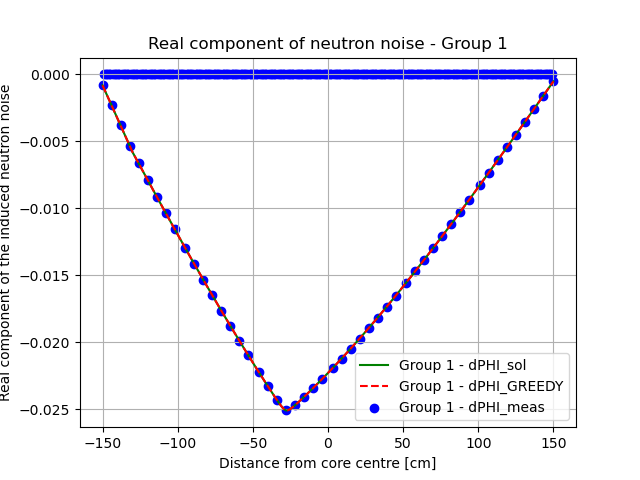 Real component of neutron noise - Group 1
Real component of the induced neutron noise
0.000
−0.005
−0.010
−0.015
−0.020
−0.025
Group 1 - dPHI_sol
Group 1 - dPHI_GREEDY
Group 1 - dPHI_meas
−150 −100 −50 0 50 100 150
Distance from core centre [cm]